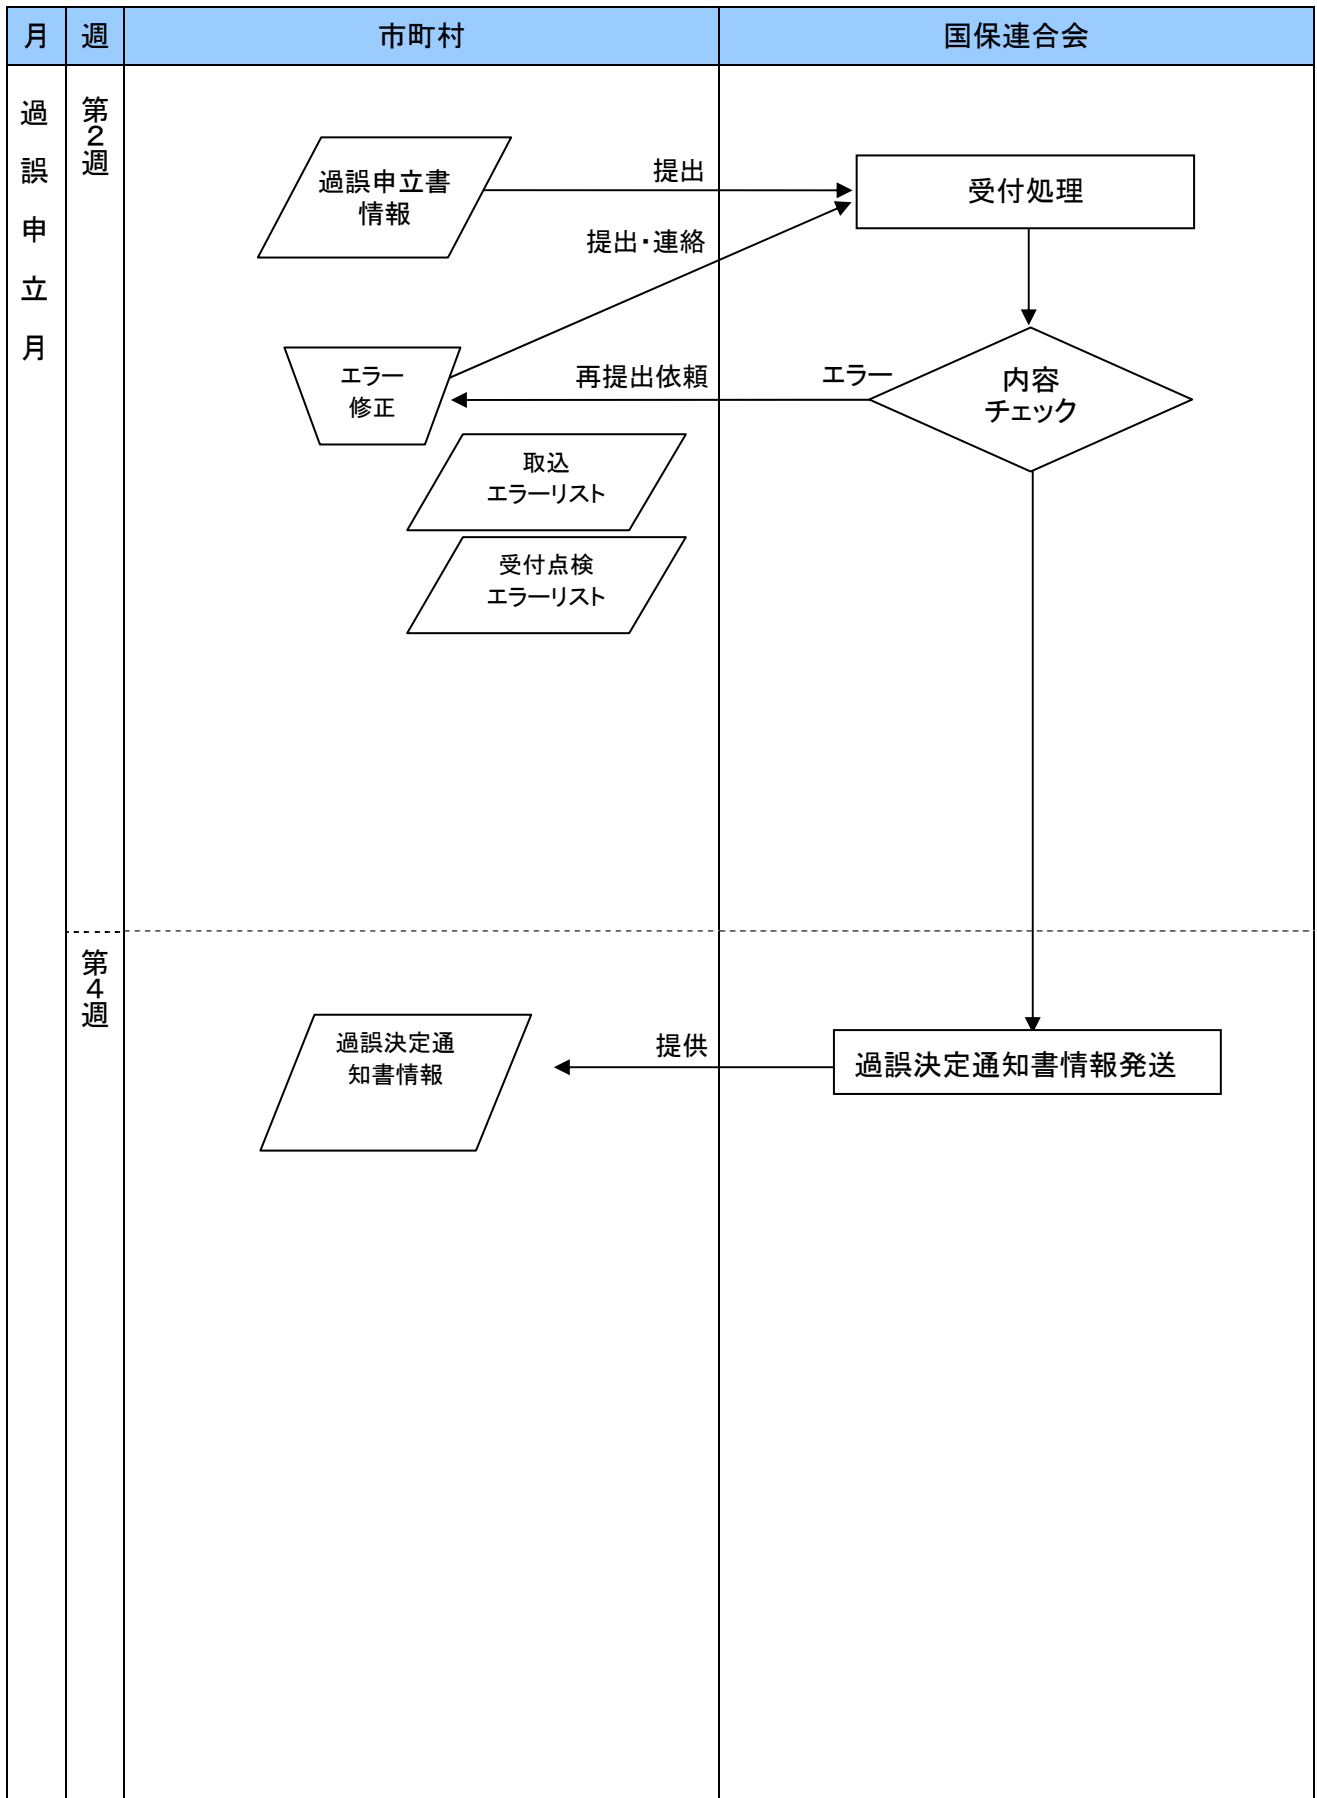 月
週
市町村
国保連合会
過誤申立月
第2週
過誤申立書
情報
提出
受付処理
提出・連絡
エラー
修正
再提出依頼
エラー
内容
チェック
取込
エラーリスト
受付点検
エラーリスト
第4週
過誤決定通
知書情報
提供
過誤決定通知書情報発送